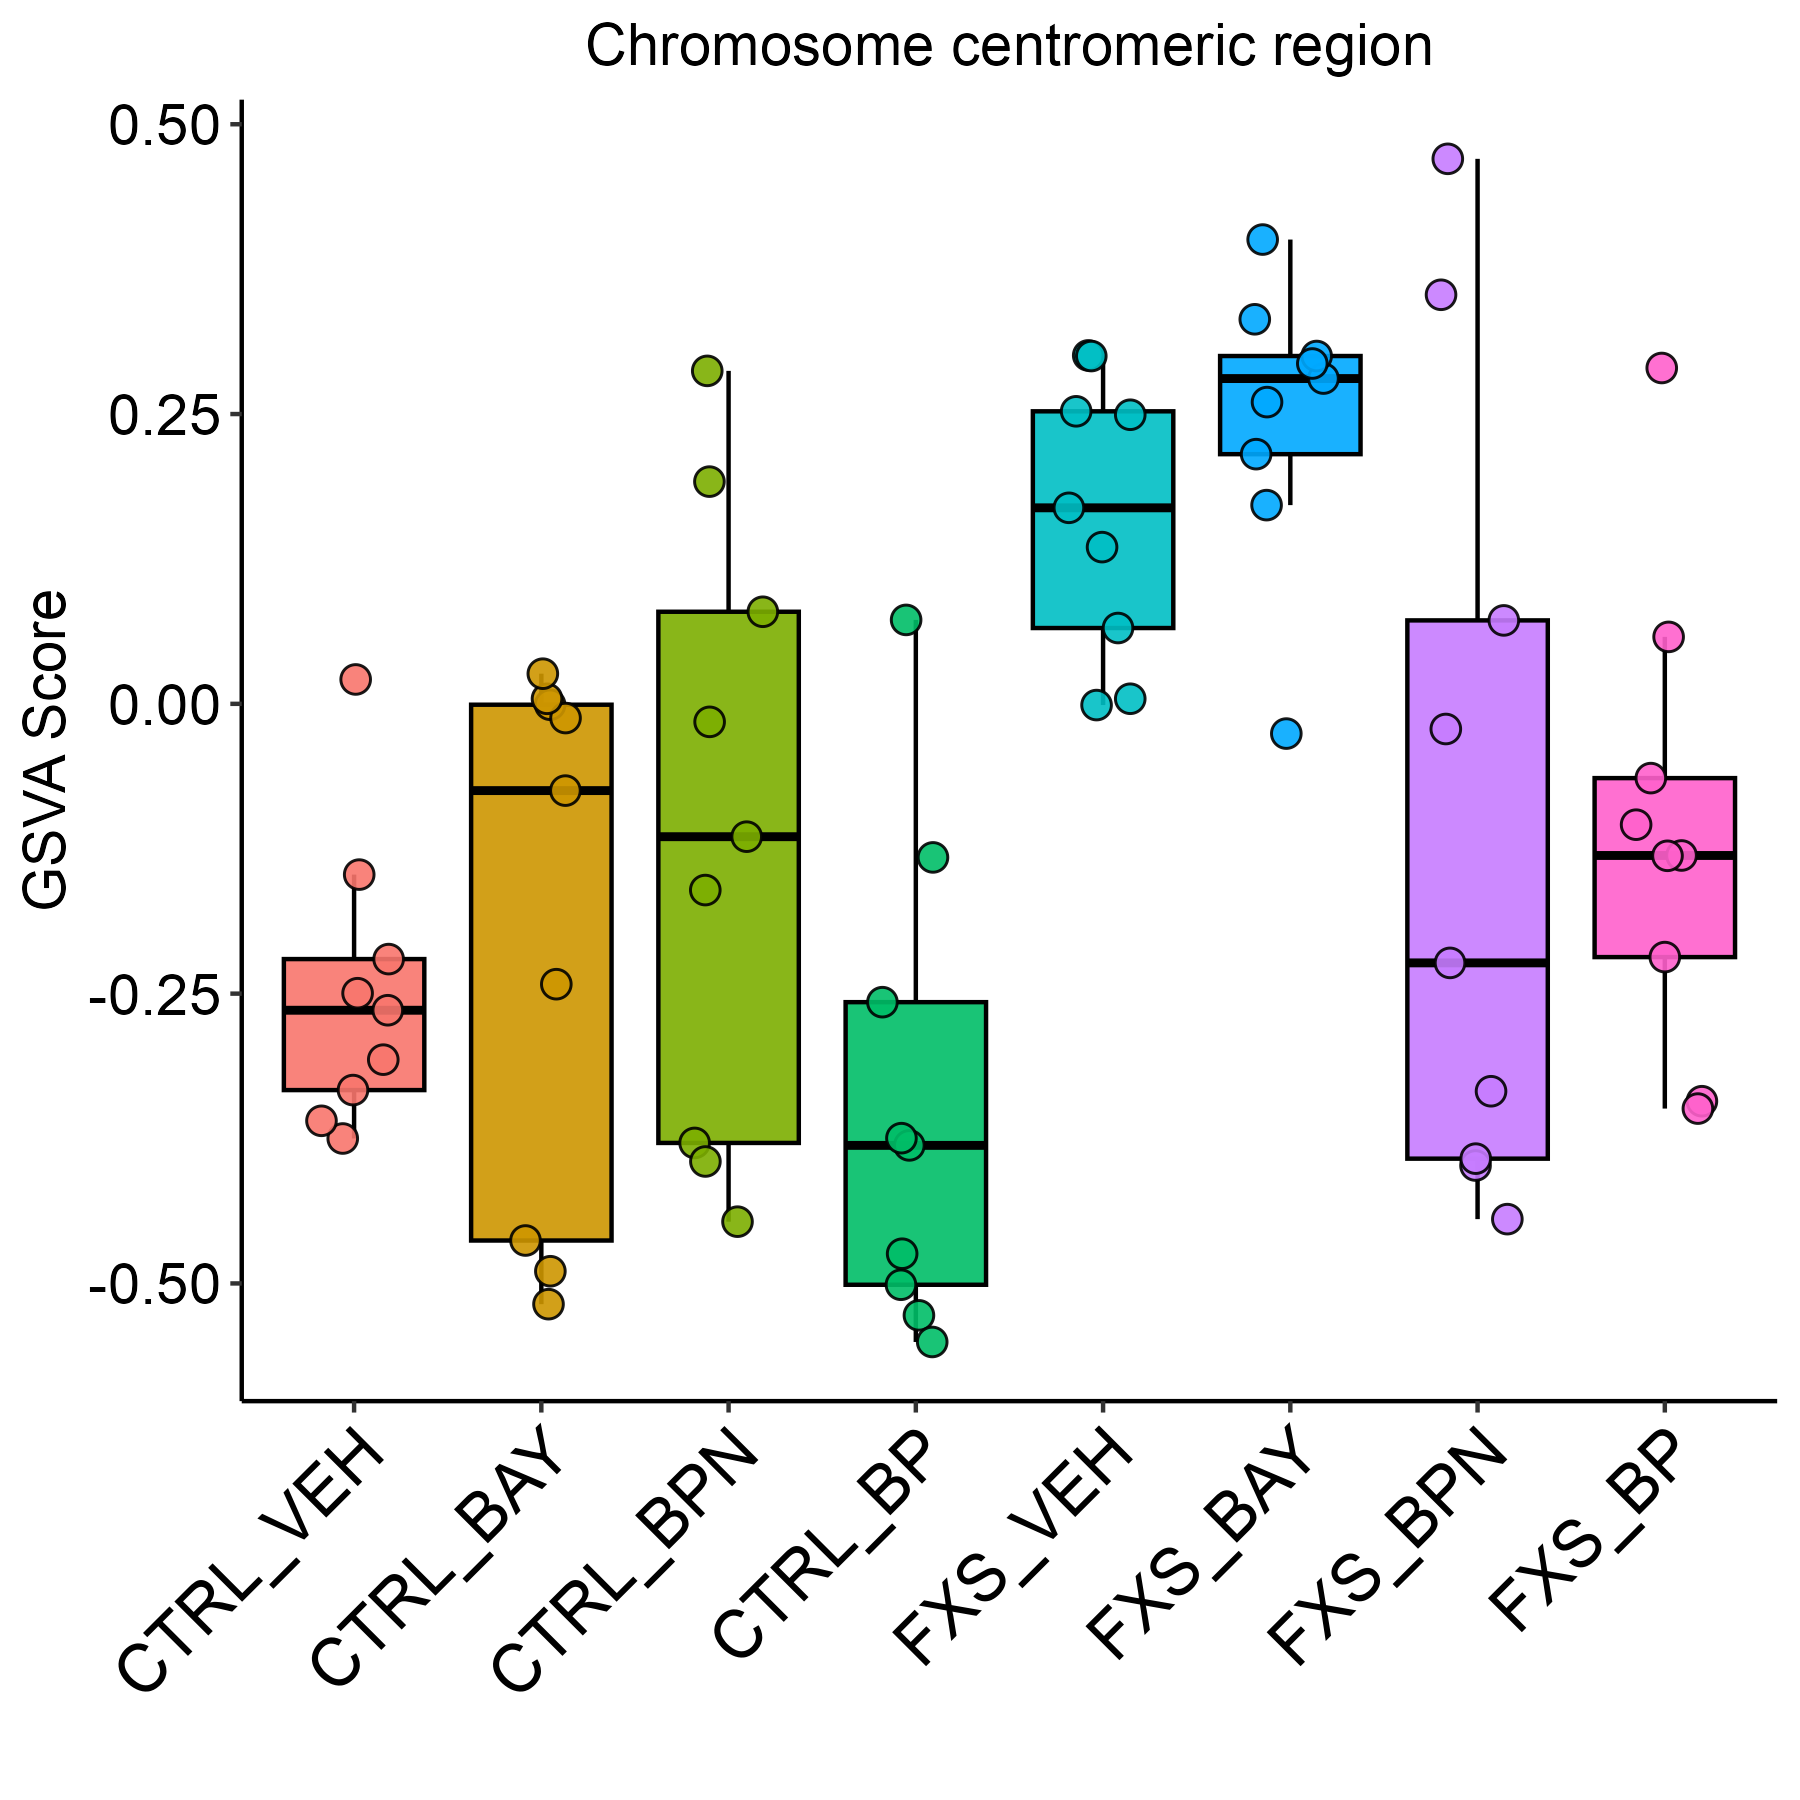 Chromosome centromeric region
GSVA Score
0.50
0.25
0.00
-0.25
-0.50
CTRL_VEH
CTRL_BAY
CTRL_BPN
CTRL_BP
FXS_VEH
FXS_BAY
FXS_BPN
FXS_BP